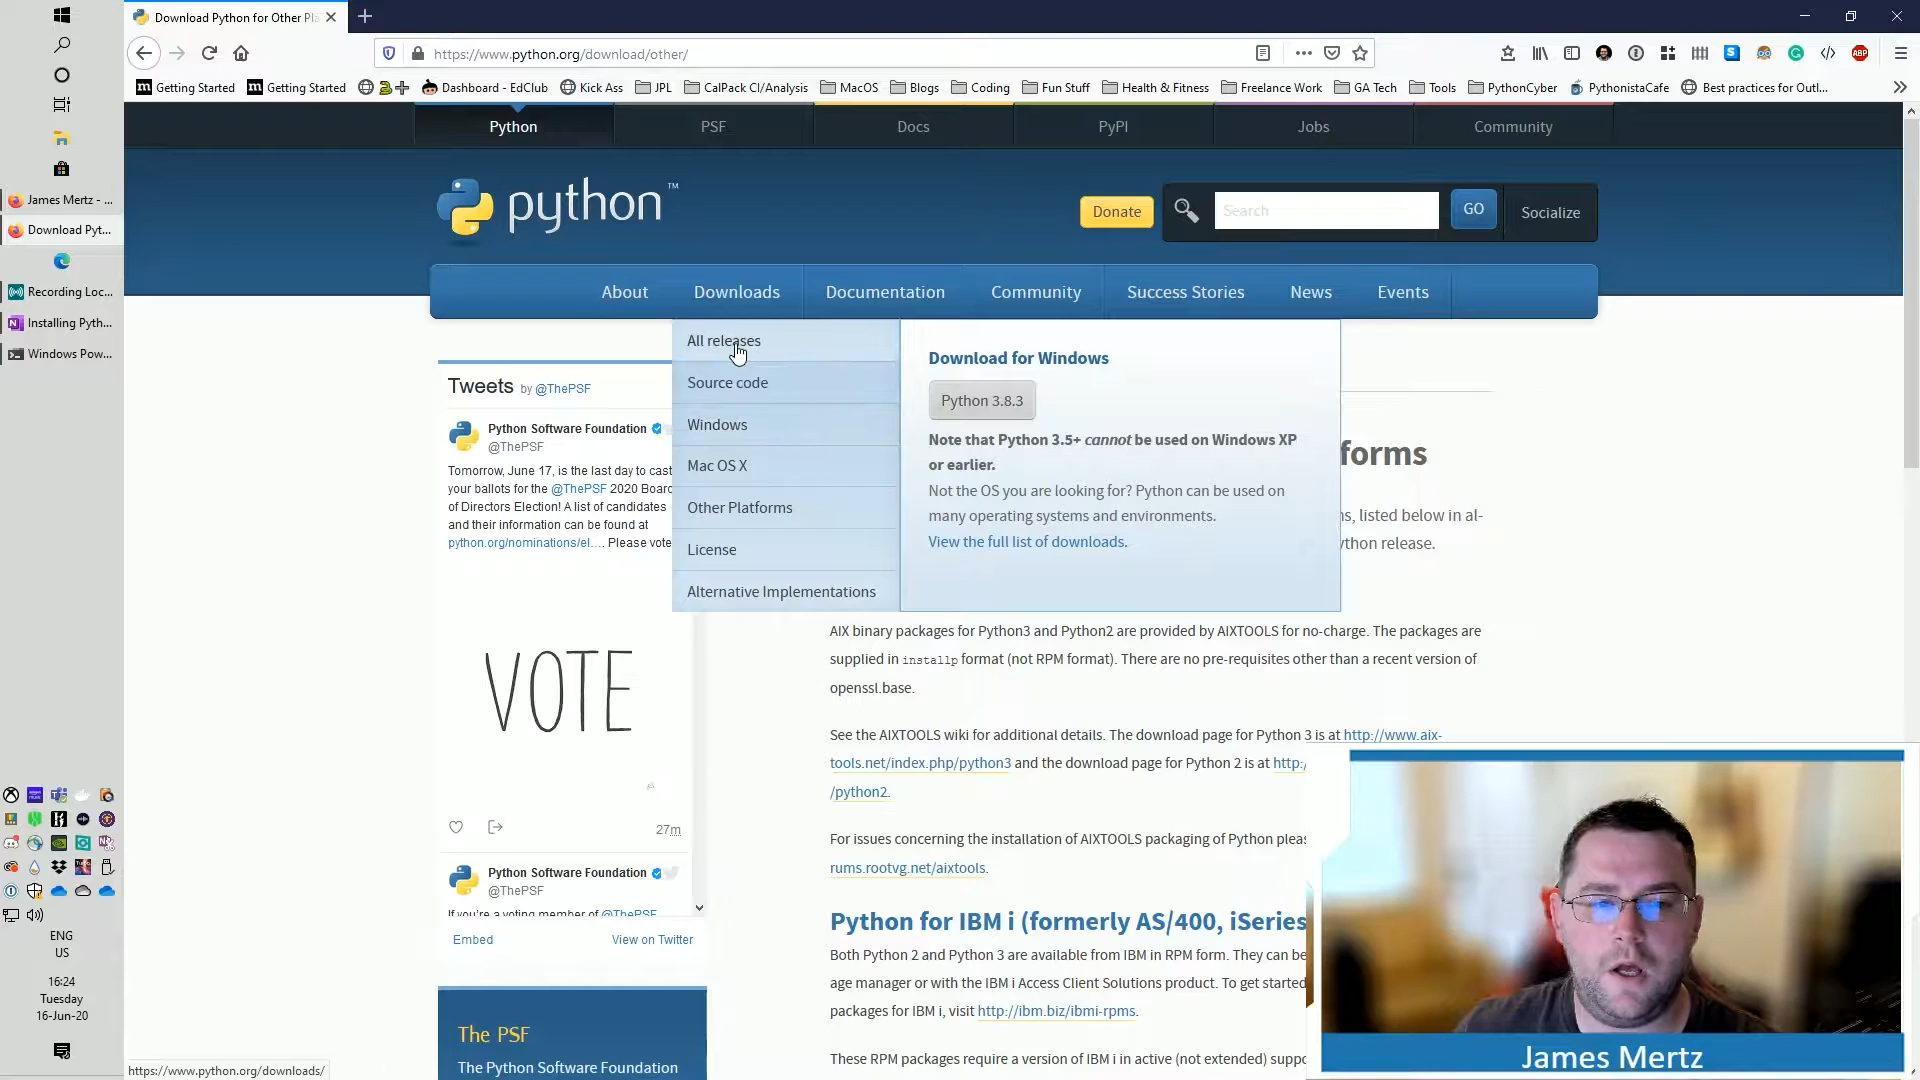 Download Python for Other Pla
https://www.python.org/download/other/
Getting Started
Getting Started
Dashboard - EdClub
Kick Ass
JPL
CalPack CI/Analysis
MacOS
Blogs
Coding
Fun Stuff
Health & Fitness
Freelance Work
GA Tech
Tools
PythonCyber
PythonistaCafe
Best practices for Outl...
James Mertz - ...
Download Pyt...
Recording Loc...
Installing Pyth...
Windows Pow...
ENG
US
16:24
Tuesday
16-Jun-20
Python
PSF
Docs
PyPI
Jobs
Community
python™
Donate
Search
GO
Socialize
About
Downloads
Documentation
Community
Success Stories
News
Events
All releases
Source code
Windows
Mac OS X
Other Platforms
License
Alternative Implementations
Download for Windows
Python 3.8.3
Note that Python 3.5+ cannot be used on Windows XP
or earlier.
Not the OS you are looking for? Python can be used on
many operating systems and environments.
View the full list of downloads.
Tweets by @ThePSF
Python Software Foundation
@ThePSF
Tomorrow, June 17, is the last day to cast
your ballots for the @ThePSF 2020 Board
of Directors Election! A list of candidates
and their information can be found at
python.org/nominations/el.... Please vote
VOTE
27m
Python Software Foundation
@ThePSF
If you're a voting member of @ThePSF
Embed
View on Twitter
The PSF
The Python Software Foundation
forms
s, listed below in al-
thon release.
AIX binary packages for Python3 and Python2 are provided by AIXTOOLS for no-charge. The packages are
supplied in installp format (not RPM format). There are no pre-requisites other than a recent version of
openssl.base.
See the AIXTOOLS wiki for additional details. The download page for Python 3 is at http://www.aix-
tools.net/index.php/python3 and the download page for Python 2 is at http:/
/python2.
For issues concerning the installation of AIXTOOLS packaging of Python pleas
rums.rootvg.net/aixtools.
Python for IBM i (formerly AS/400, iSeries
Both Python 2 and Python 3 are available from IBM in RPM form. They can be
age manager or with the IBM i Access Client Solutions product. To get started
packages for IBM i, visit http://ibm.biz/ibmi-rpms.
These RPM packages require a version of IBM i in active (not extended) suppo
James Mertz
https://www.python.org/downloads/